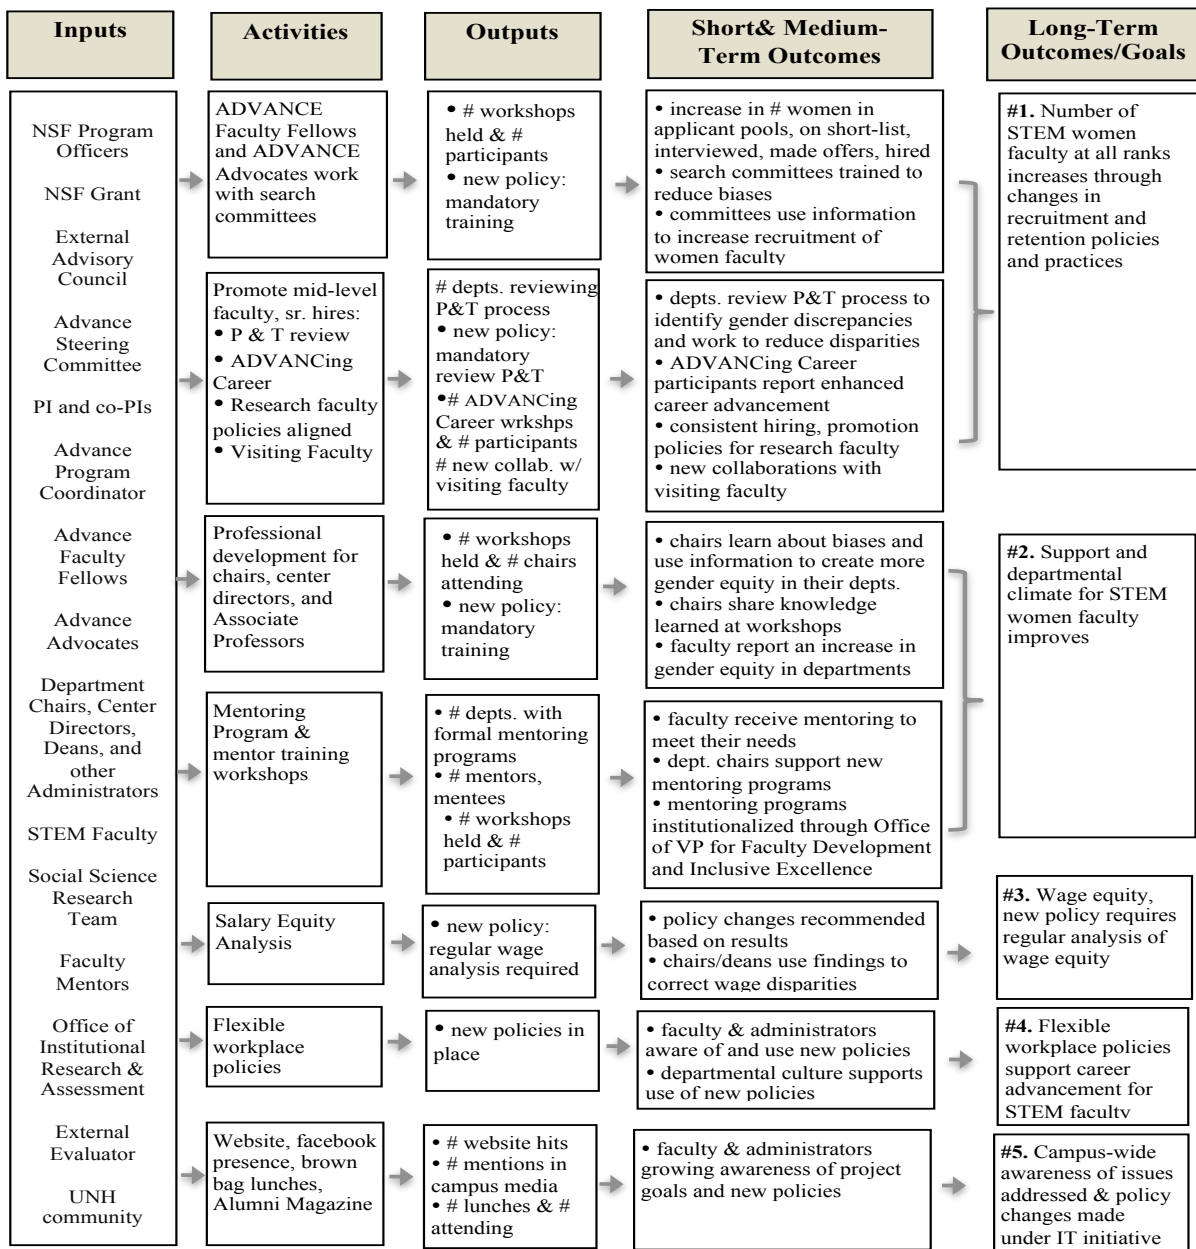 Inputs
Activities
Outputs
Short& Medium-
Term Outcomes
Long-Term
Outcomes/Goals
NSF Program
Officers
NSF Grant
External
Advisory
Council
Advance
Steering
Committee
PI and co-PIs
Advance
Program
Coordinator
Advance
Faculty
Fellows
Advance
Advocates
Department
Chairs, Center
Directors,
Deans, and
other
Administrators
STEM Faculty
Social Science
Research
Team
Faculty
Mentors
Office of
Institutional
Research &
Assessment
External
Evaluator
UNH
community
ADVANCE
Faculty Fellows
and ADVANCE
Advocates work
with search
committees
• # workshops
held & #
participants
• new policy:
mandatory
training
• increase in # women in
applicant pools, on short-list,
interviewed, made offers, hired
• search committees trained to
reduce biases
• committees use information
to increase recruitment of
women faculty
#1. Number of
STEM women
faculty at all ranks
increases through
changes in
recruitment and
retention policies
and practices
Promote mid-level
faculty, sr. hires:
• P & T review
• ADVANCing
Career
• Research faculty
policies aligned
• Visiting Faculty
# depts. reviewing
P&T process
• new policy:
mandatory
review P&T
• # ADVANCing
Career wrkshps
& # participants
# new collab. w/
visiting faculty
• depts. review P&T process to
identify gender discrepancies
and work to reduce disparities
• ADVANCing Career
participants report enhanced
career advancement
• consistent hiring, promotion
policies for research faculty
• new collaborations with
visiting faculty
Professional
development for
chairs, center
directors, and
Associate
Professors
• # workshops
held & # chairs
attending
• new policy:
mandatory
training
• chairs learn about biases and
use information to create more
gender equity in their depts.
• chairs share knowledge
learned at workshops
• faculty report an increase in
gender equity in departments
#2. Support and
departmental
climate for STEM
women faculty
improves
Mentoring
Program &
mentor training
workshops
• # depts. with
formal mentoring
programs
• # mentors,
mentees
• # workshops
held & #
participants
• faculty receive mentoring to
meet their needs
• dept. chairs support new
mentoring programs
• mentoring programs
institutionalized through Office
of VP for Faculty Development
and Inclusive Excellence
Salary Equity
Analysis
• new policy:
regular wage
analysis required
• policy changes recommended
based on results
• chairs/deans use findings to
correct wage disparities
#3. Wage equity,
new policy requires
regular analysis of
wage equity
Flexible
workplace
policies
• new policies in
place
• faculty & administrators
aware of and use new policies
• departmental culture supports
use of new policies
#4. Flexible
workplace policies
support career
advancement for
STEM faculty
Website, facebook
presence, brown
bag lunches,
Alumni Magazine
• # website hits
• # mentions in
campus media
• # lunches & #
attending
• faculty & administrators
growing awareness of project
goals and new policies
#5. Campus-wide
awareness of issues
addressed & policy
changes made
under IT initiative